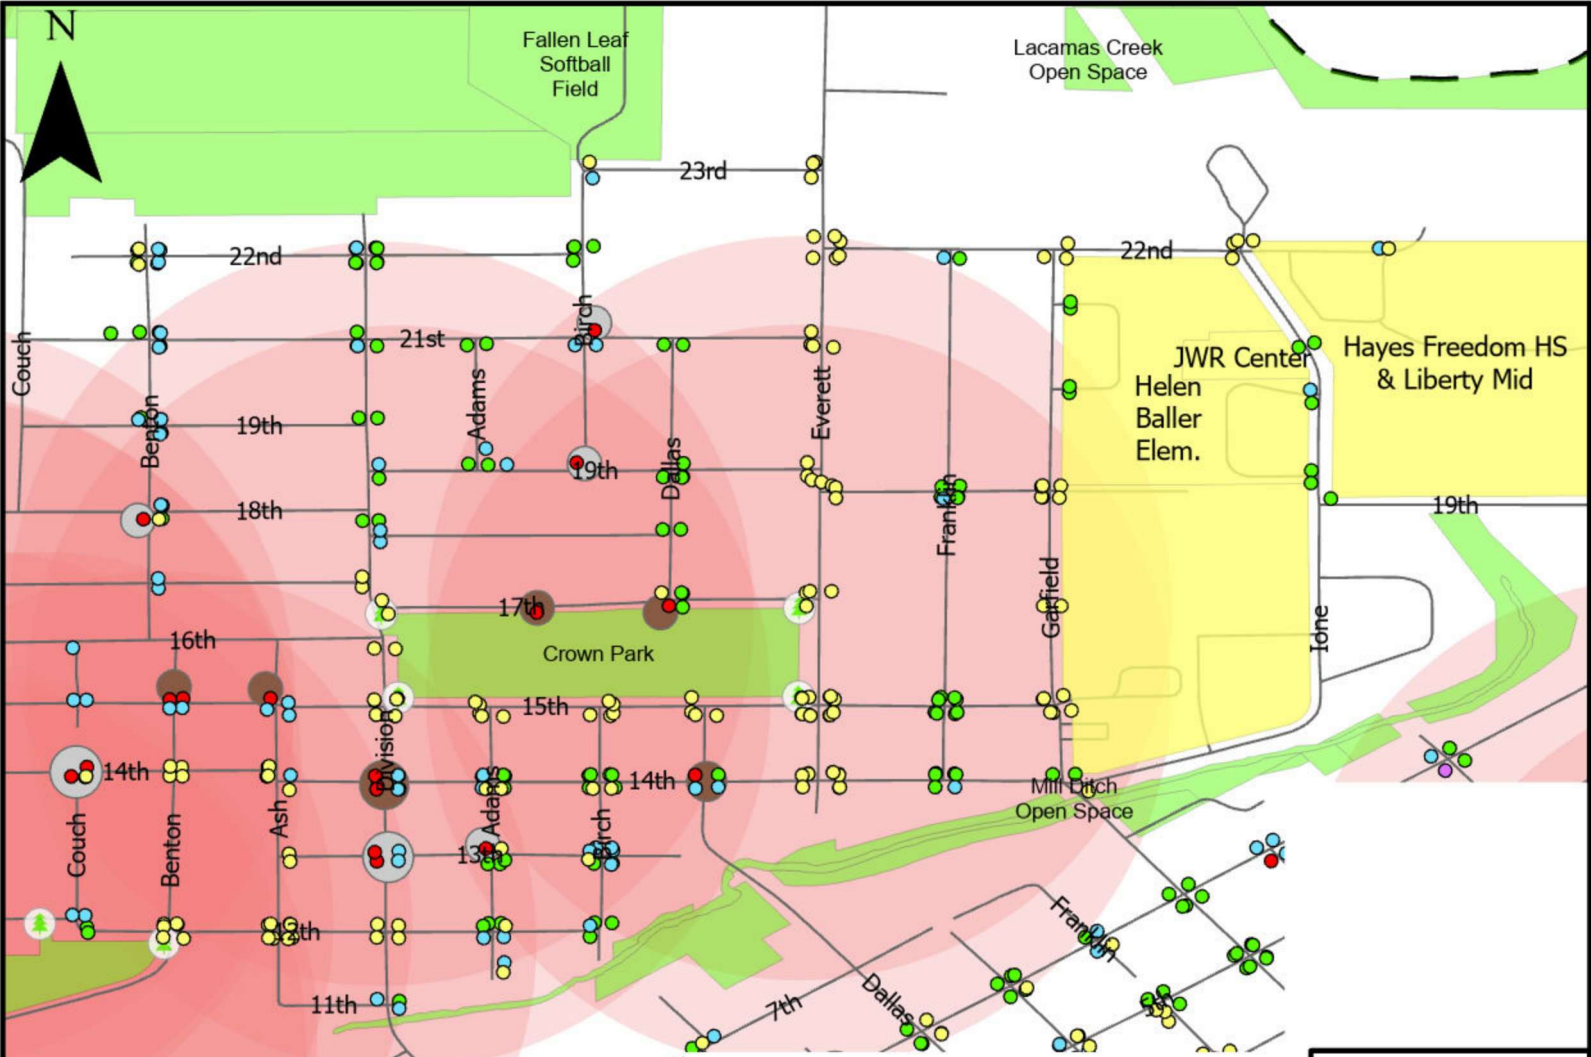 N
Fallen Leaf
Softball
Field
Lacamas Creek
Open Space
23rd
22nd
22nd
Couch
Birch
21st
JWR Center
Hayes Freedom HS
& Liberty Mid
Benton
19th
Adams
19th
Dallas
Everett
Helen
Baller
Elem.
18th
Franklin
19th
17th
Garfield
Idne
16th
Crown Park
15th
Division
14th
14th
Mill Ditch
Open Space
Couch
Benton
Ash
Adams
13th
Birch
12th
11th
7th
Dallas
Franklin
5th